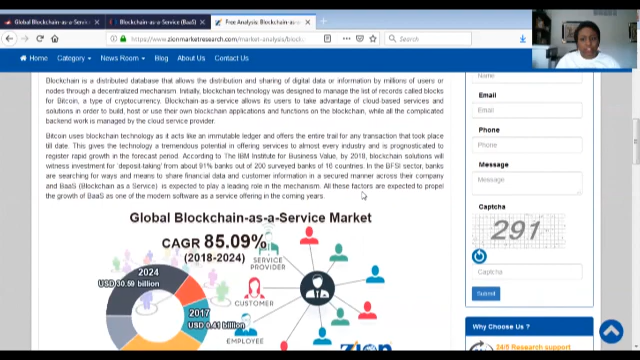 Global Blockchain-as-a-Service (BaaS)
Blockchain-as-a-Service (BaaS)
Free Analysis: Blockchain-as-a
https://www.zionmarketresearch.com/market-analysis/block
Search
Home Category News Room Blog About Us Contact Us
Blockchain is a distributed database that allows the distribution and sharing of digital data or information by millions of users or
nodes through a decentralized mechanism. Initially, blockchain technology was designed to manage the list of records called blocks
for Bitcoin, a type of cryptocurrency. Blockchain-as-a-service allows its users to take advantage of cloud-based services and
solutions in order to build, host or use their own blockchain applications and functions on the blockchain, while all the complicated
backend work is managed by the cloud service provider.
Bitcoin uses blockchain technology as it acts like an immutable ledger and offers the entire trail for any transaction that took place
till date. This gives the technology a tremendous potential in offering services to almost every industry and is prognosticated to
register rapid growth in the forecast period. According to The IBM Institute for Business Value, by 2018, blockchain solutions will
witness investment for 'deposit-taking' from about 91% banks out of 200 surveyed banks of 16 countries. In the BFSI sector, banks
are searching for ways and means to share financial data and customer information in a secured manner across their company
and BaaS (Blockchain as a Service) is expected to play a leading role in the mechanism. All these factors are expected to propel
the growth of BaaS as one of the modern software as a service offering in the coming years.
Global Blockchain-as-a-Service Market
CAGR 85.09%
(2018-2024)
2024
USD 30.59 billion
2017
USD 0.41 billion
SERVICE
PROVIDER
CUSTOMER
EMPLOYEE
zion
Name
Email
Email
Phone
Phone
Message
Message
Captcha
291
Captcha
Submit
Why Choose Us ?
24/5 Research support